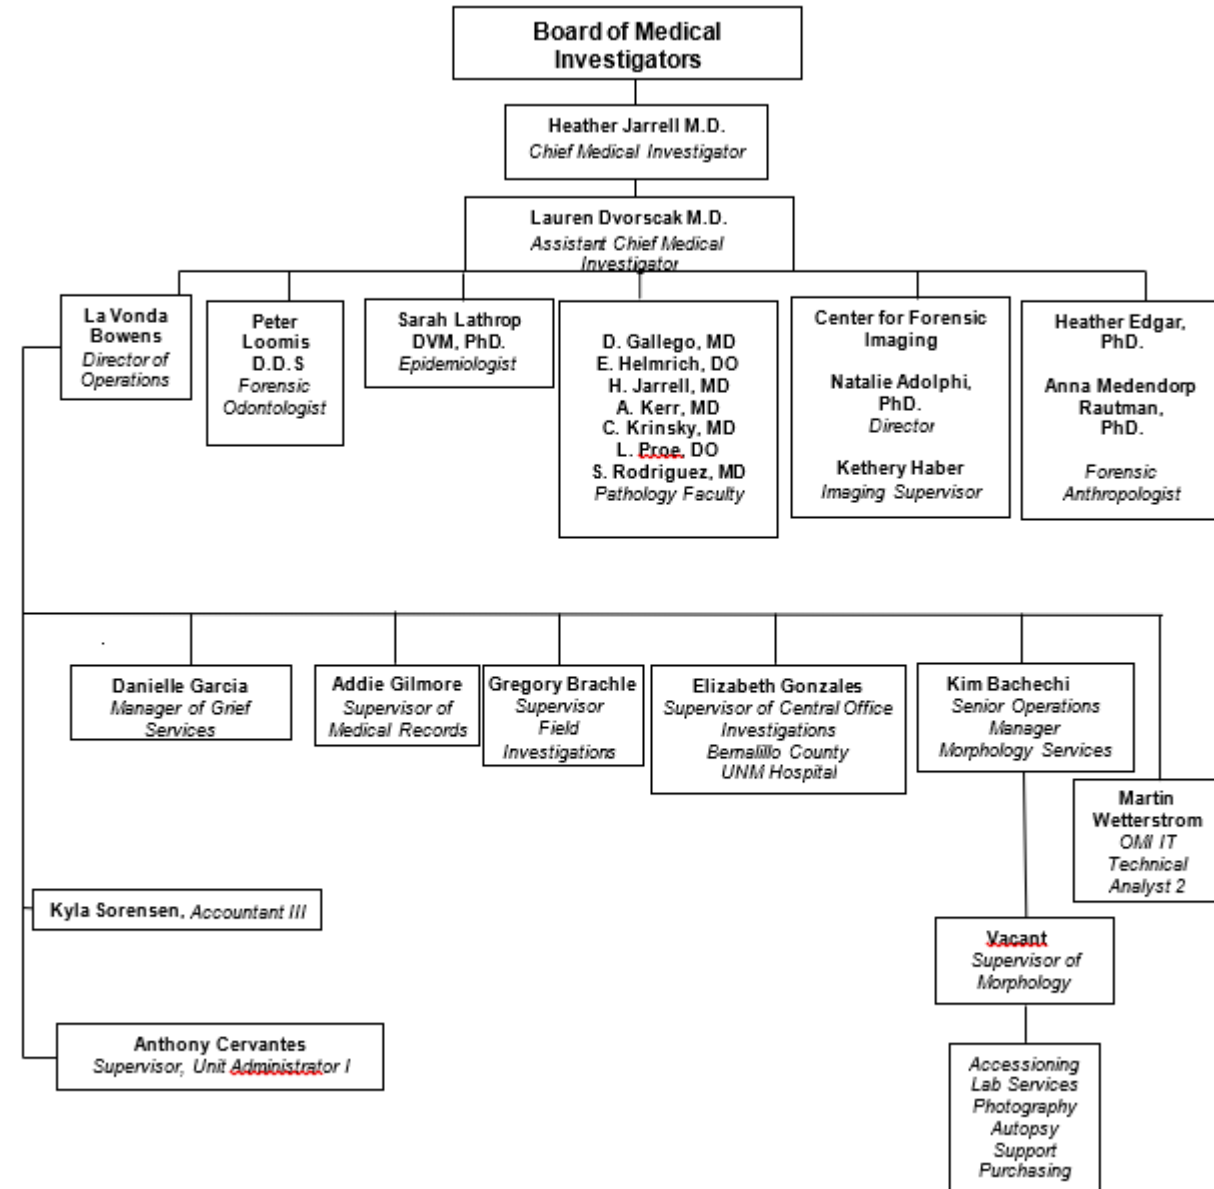 Board of Medical
Investigators
Heather Jarrell M.D.
Chief Medical Investigator
Lauren Dvorscak M.D.
Assistant Chief Medical
Investigator
La Vonda
Bowens
Director of
Operations
Peter
Loomis
D.D.S
Forensic
Odontologist
Sarah Lathrop
DVM, PhD.
Epidemiologist
D. Gallego, MD
E. Helmrich, DO
H. Jarrell, MD
A. Kerr, MD
C. Krinsky, MD
L. Proe, DO
S. Rodriguez, MD
Pathology Faculty
Center for Forensic
Imaging
Natalie Adolphi,
PhD.
Director
Kethery Haber
Imaging Supervisor
Heather Edgar,
PhD.
Anna Medendorp
Rautman,
PhD.
Forensic
Anthropologist
Danielle Garcia
Manager of Grief
Services
Addie Gilmore
Supervisor of
Medical Records
Gregory Brachle
Supervisor
Field
Investigations
Elizabeth Gonzales
Supervisor of Central Office
Investigations
Bernalillo County
UNM Hospital
Kim Bachechi
Senior Operations
Manager
Morphology Services
Martin
Wetterstrom
OMI IT
Technical
Analyst 2
Kyla Sorensen, Accountant III
Vacant
Supervisor of
Morphology
Anthony Cervantes
Supervisor, Unit Administrator I
Accessioning
Lab Services
Photography
Autopsy
Support
Purchasing